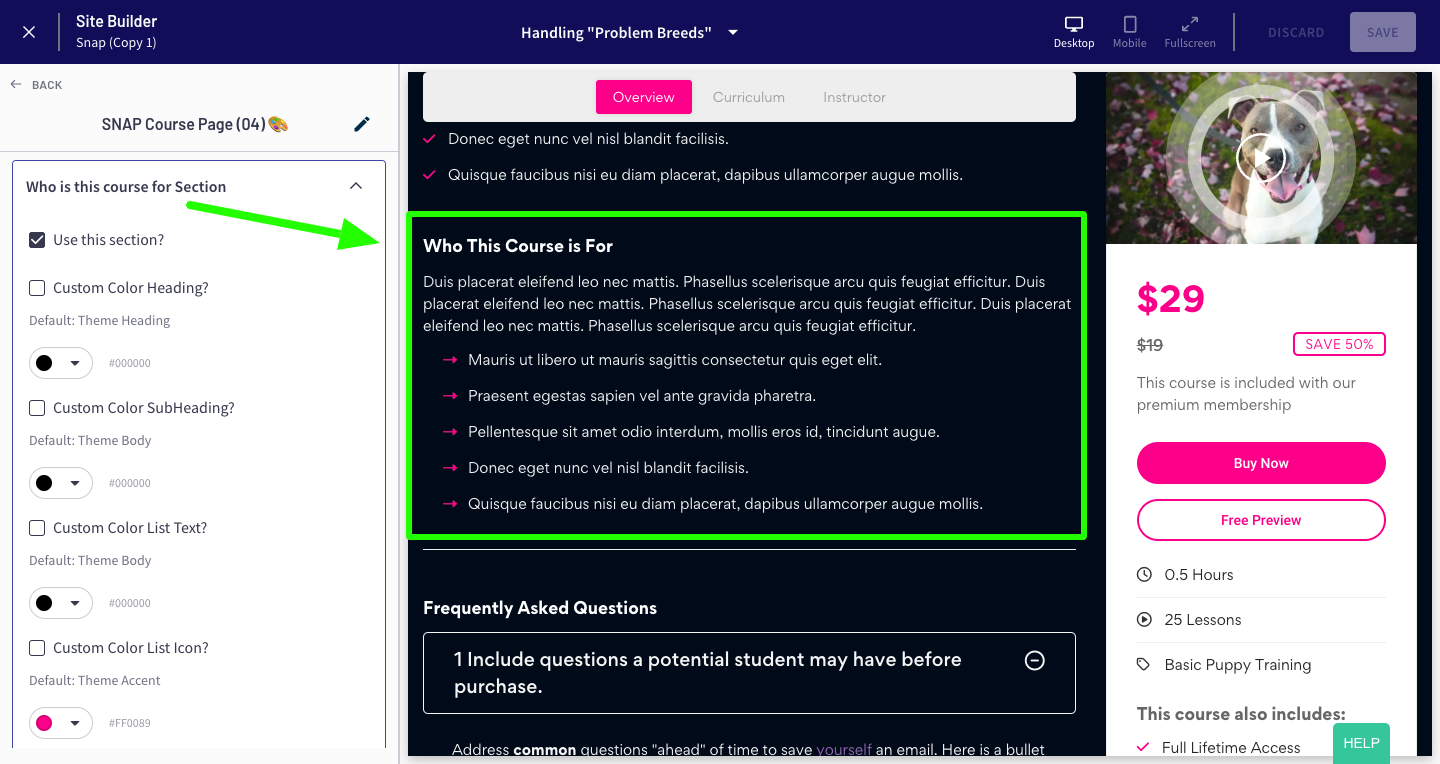 Site Builder
Snap (Copy 1)
Handling "Problem Breeds"
Desktop
Mobile
Fullscreen
DISCARD
SAVE
BACK
SNAP Course Page (04)🎨
Who is this course for Section
Use this section?
Custom Color Heading?
Default: Theme Heading
#000000
Custom Color SubHeading?
Default: Theme Body
#000000
Custom Color List Text?
Default: Theme Body
#000000
Custom Color List Icon?
Default: Theme Accent
#FF0089
Overview
Curriculum
Instructor
Donec eget nunc vel nisl blandit facilisis.
Quisque faucibus nisi eu diam placerat, dapibus ullamcorper augue mollis.
Who This Course is For
Duis placerat eleifend leo nec mattis. Phasellus scelerisque arcu quis feugiat efficitur. Duis
placerat eleifend leo nec mattis. Phasellus scelerisque arcu quis feugiat efficitur. Duis placerat
eleifend leo nec mattis. Phasellus scelerisque arcu quis feugiat efficitur.
Mauris ut libero ut mauris sagittis consectetur quis eget elit.
Praesent egestas sapien vel ante gravida pharetra.
Pellentesque sit amet odio interdum, mollis eros id, tincidunt augue.
Donec eget nunc vel nisl blandit facilisis.
Quisque faucibus nisi eu diam placerat, dapibus ullamcorper augue mollis.
Frequently Asked Questions
1 Include questions a potential student may have before
purchase.
Address common questions "ahead" of time to save yourself an email. Here is a bullet
$29
$19
SAVE 50%
This course is included with our
premium membership
Buy Now
Free Preview
0.5 Hours
25 Lessons
Basic Puppy Training
This course also includes:
Full Lifetime Access
HELP